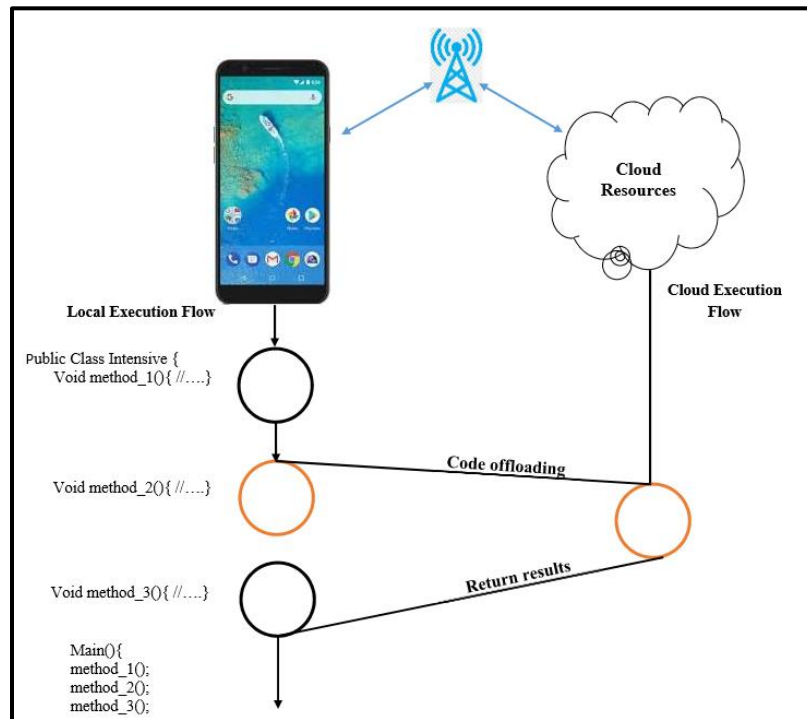 Cloud
Resources
Local Execution Flow
Cloud Execution
Flow
Public Class Intensive {
Void method_1(){ //….}
Code offloading
Void method_2(){ //….}
Void method_3(){ //….}
Return results
Main(){
method_1();
method_2();
method_3();